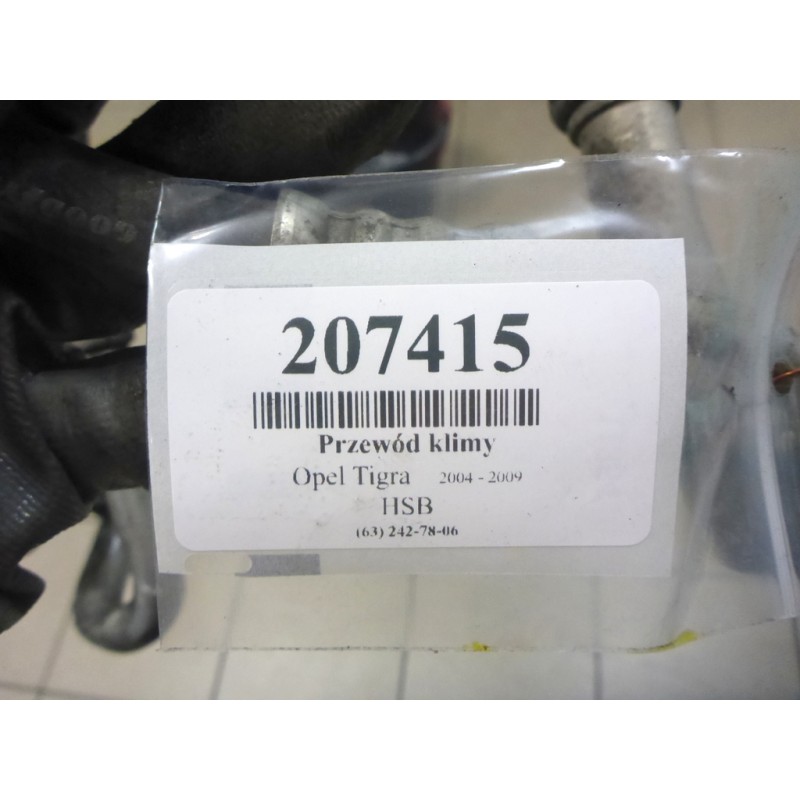 207415
Przewód klimy
Opel Tigra 2004 - 2009
HSB
(63) 242-78-06